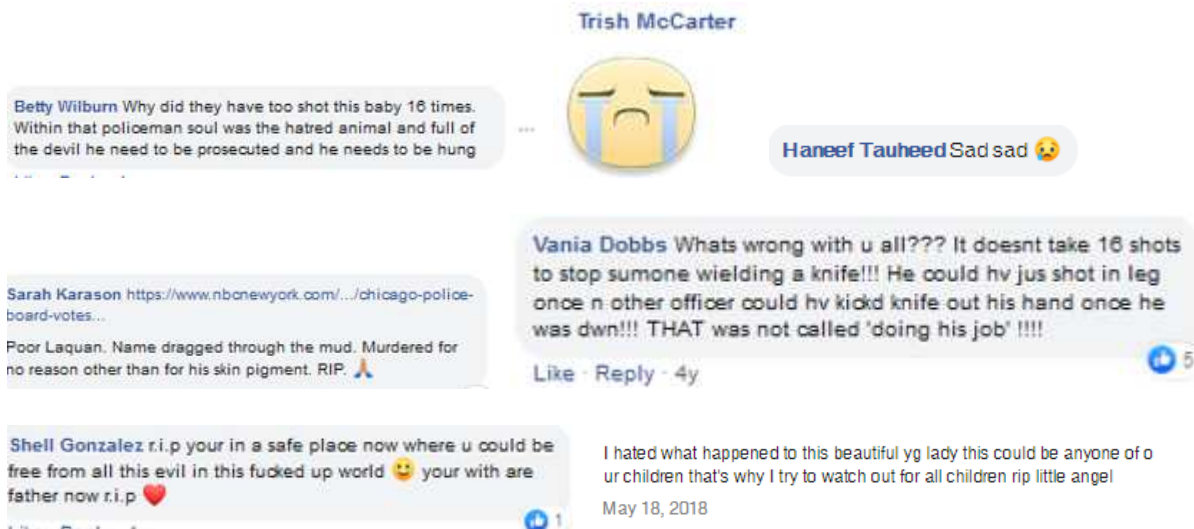 Trish McCarter
Betty Wilburn Why did they have too shot this baby 16 times.
Within that policeman soul was the hatred animal and full of
the devil he need to be prosecuted and he needs to be hung
Haneef Tauheed Sad sad 😥
Vania Dobbs Whats wrong with u all??? It doesnt take 16 shots
to stop sumone wielding a knife!!! He could hv jus shot in leg
once n other officer could hv kickd knife out his hand once he
was dwn!!! THAT was not called 'doing his job' !!!!
Like · Reply · 4y
5
Sarah Karason https://www.nbcnewyork.com/.../chicago-police-
board-votes...
Poor Laquan. Name dragged through the mud. Murdered for
no reason other than for his skin pigment. RIP. 🙏
Shell Gonzalez r.i.p your in a safe place now where u could be
free from all this evil in this fucked up world 😃 your with are
father now r.i.p ❤️
1
I hated what happened to this beautiful yg lady this could be anyone of o
ur children that's why I try to watch out for all children rip little angel
May 18, 2018